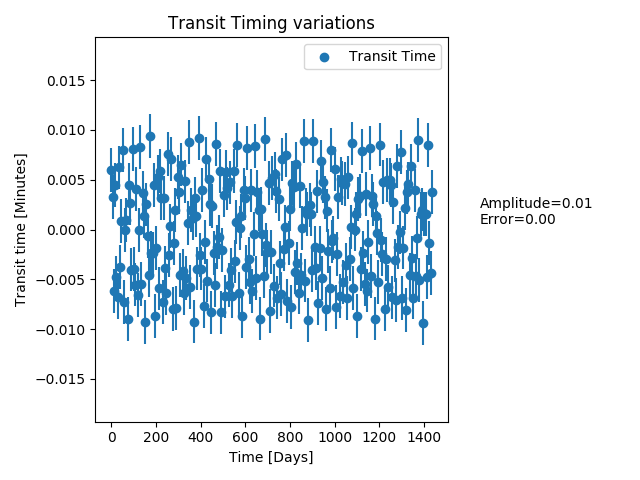 Transit Timing variations
Transit Time
0.015
0.010
0.005
0.000
−0.005
−0.010
−0.015
Transit time [Minutes]
0 200 400 600 800 1000 1200 1400
Time [Days]
Amplitude=0.01
Error=0.00